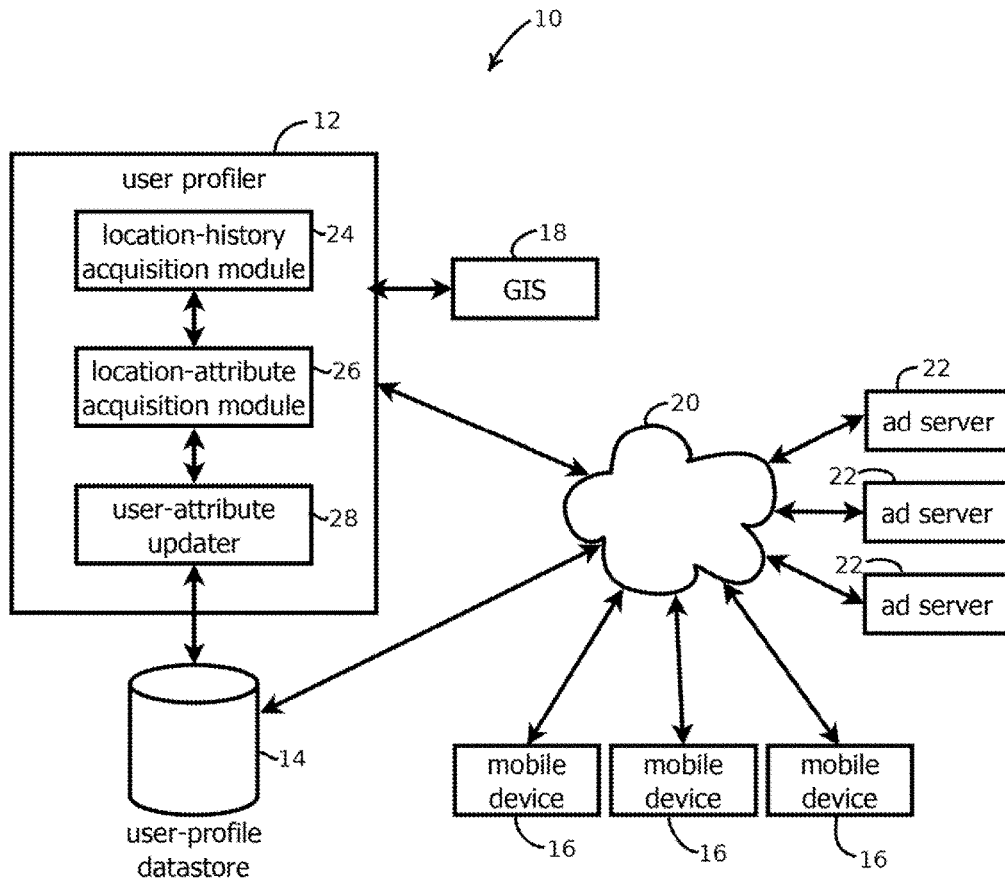 10
12
user profiler
location-history
acquisition module
24
18
GIS
location-attribute
acquisition module
26
22
ad server
20
user-attribute
updater
28
22
ad server
22
ad server
14
user-profile
datastore
mobile
device
mobile
device
mobile
device
16
16
16